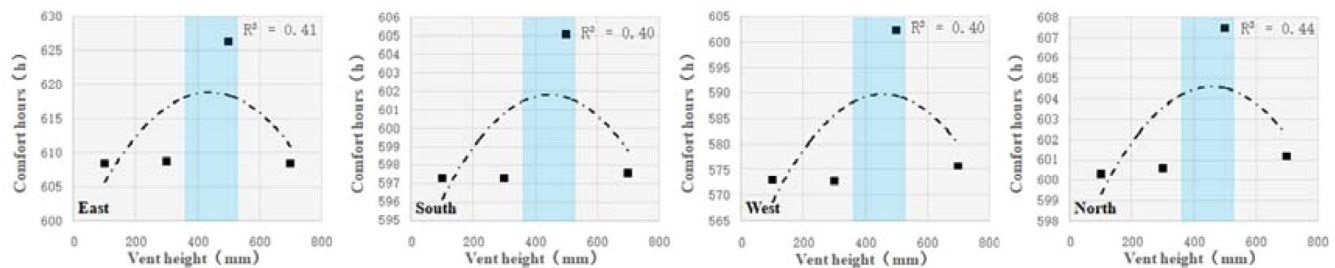 Comfort hours (h)
630
625
620
615
610
605
600
R² = 0.41
East
0 200 400 600 800
Vent height (mm)
Comfort hours (h)
606
605
604
603
602
601
600
599
598
597
596
595
R² = 0.40
South
0 200 400 600 800
Vent height (mm)
Comfort hours (h)
605
600
595
590
585
580
575
570
565
R² = 0.40
West
0 200 400 600 800
Vent height (mm)
Comfort hours (h)
608
607
606
605
604
603
602
601
600
599
598
R² = 0.44
North
0 200 400 600 800
Vent height (mm)